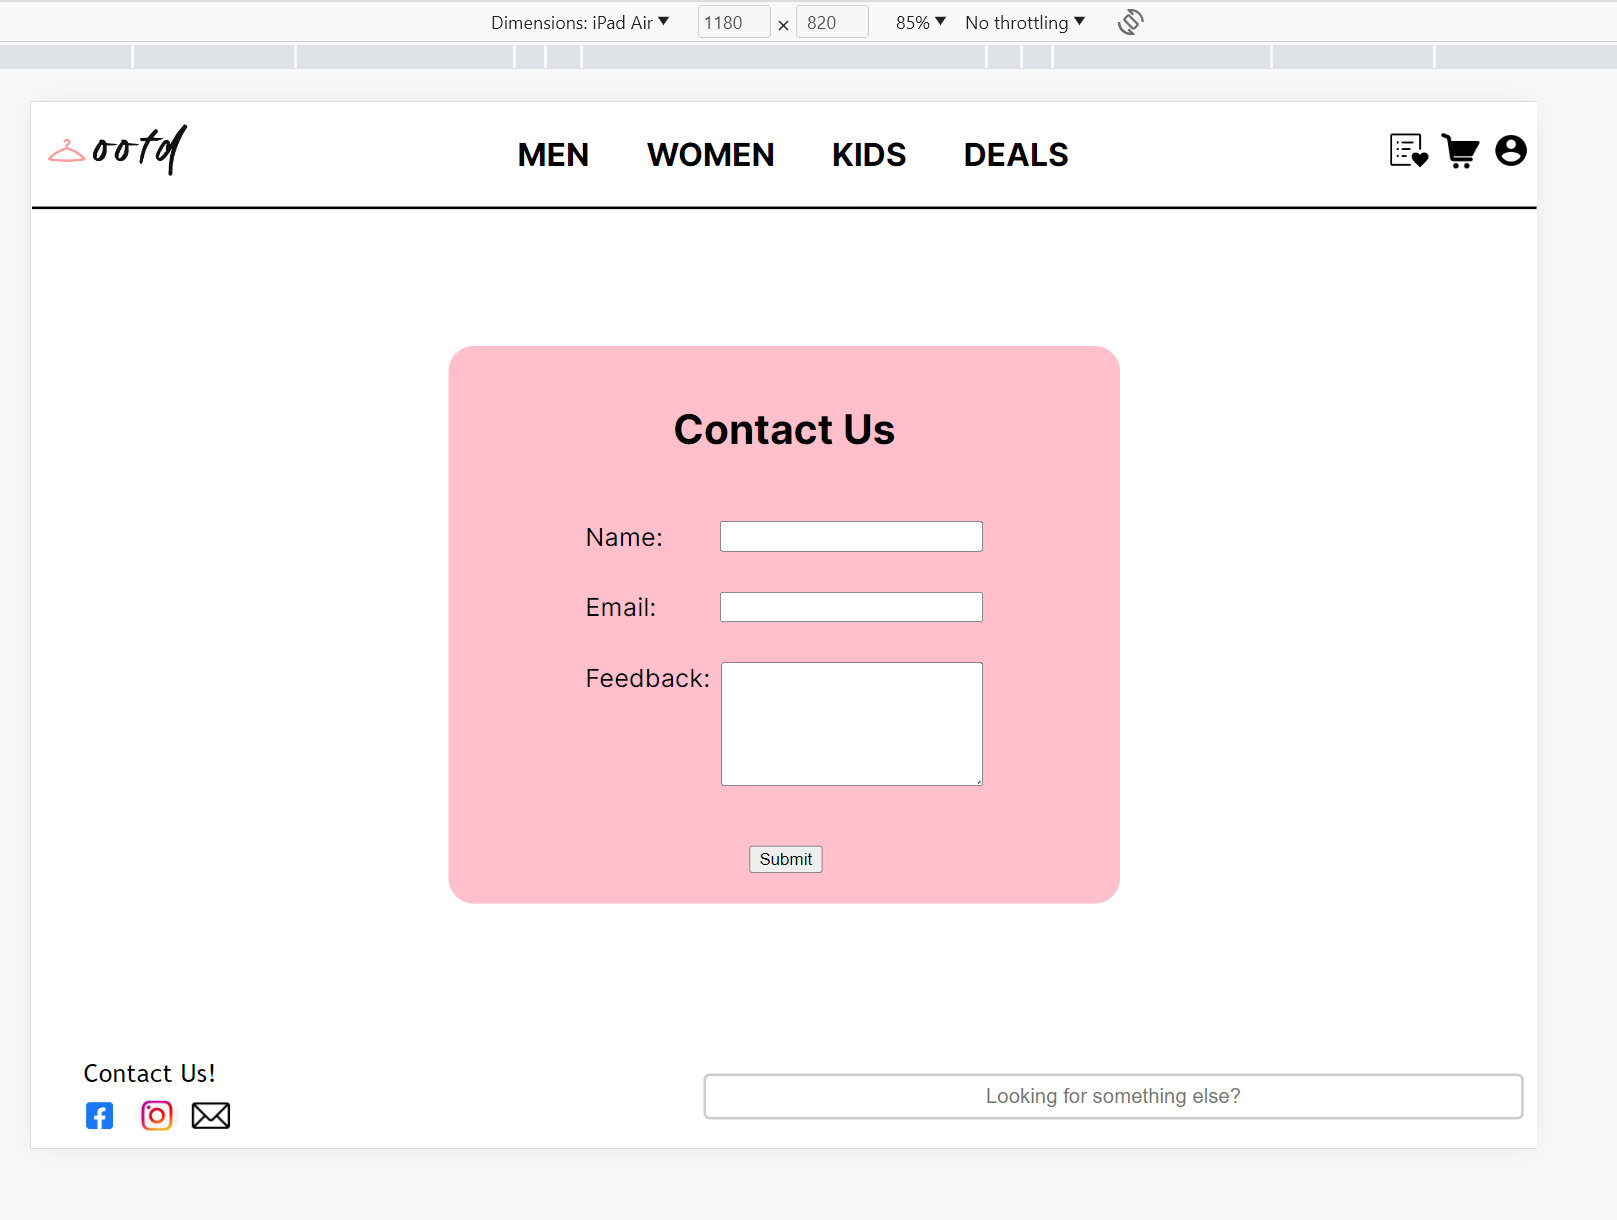 Dimensions: iPad Air 1180 × 820 85% No throttling
ootd MEN WOMEN KIDS DEALS
Contact Us
Name:
Email:
Feedback:
Submit
Contact Us!
Looking for something else?